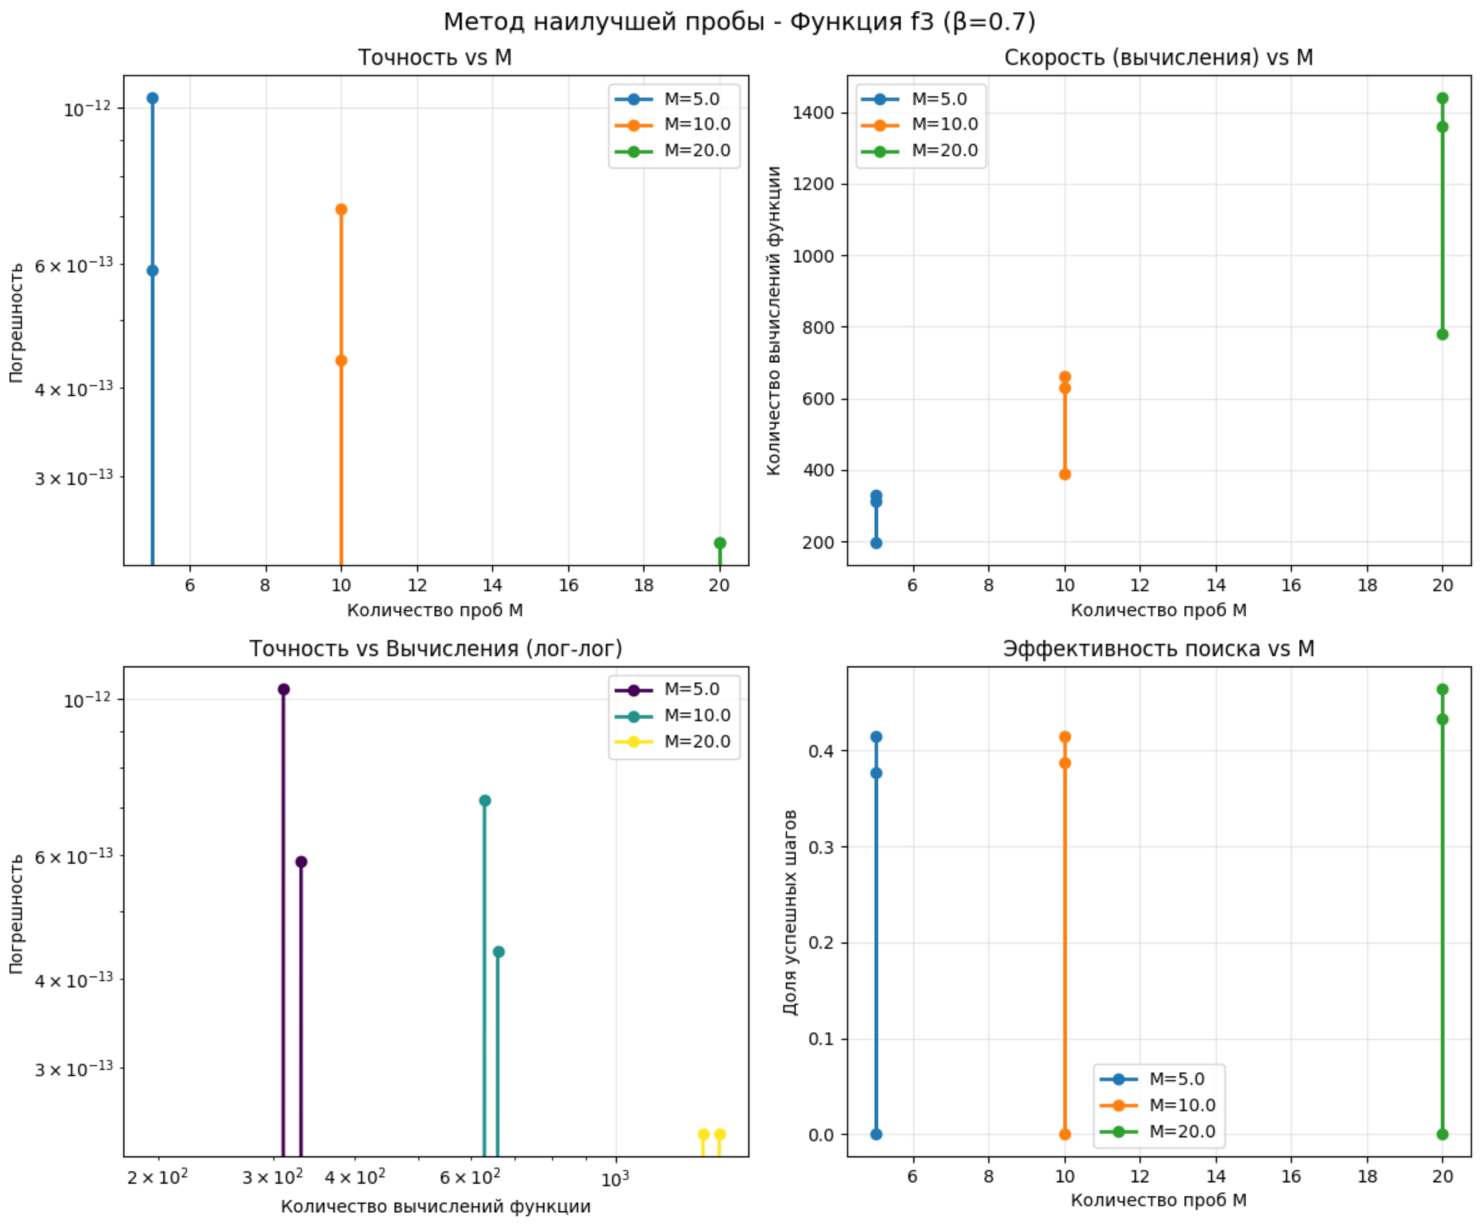 Метод наилучшей пробы - Функция f3 (β=0.7)
Точность vs M
10⁻¹²
6 × 10⁻¹³
4 × 10⁻¹³
3 × 10⁻¹³
Погрешность
M=5.0
M=10.0
M=20.0
6 8 10 12 14 16 18 20
Количество проб M
Скорость (вычисления) vs M
1400
1200
1000
800
600
400
200
Количество вычислений функции
M=5.0
M=10.0
M=20.0
6 8 10 12 14 16 18 20
Количество проб M
Точность vs Вычисления (лог-лог)
10⁻¹²
6 × 10⁻¹³
4 × 10⁻¹³
3 × 10⁻¹³
Погрешность
M=5.0
M=10.0
M=20.0
2 × 10² 3 × 10² 4 × 10² 6 × 10² 10³
Количество вычислений функции
Эффективность поиска vs M
0.4
0.3
0.2
0.1
0.0
Доля успешных шагов
M=5.0
M=10.0
M=20.0
6 8 10 12 14 16 18 20
Количество проб M